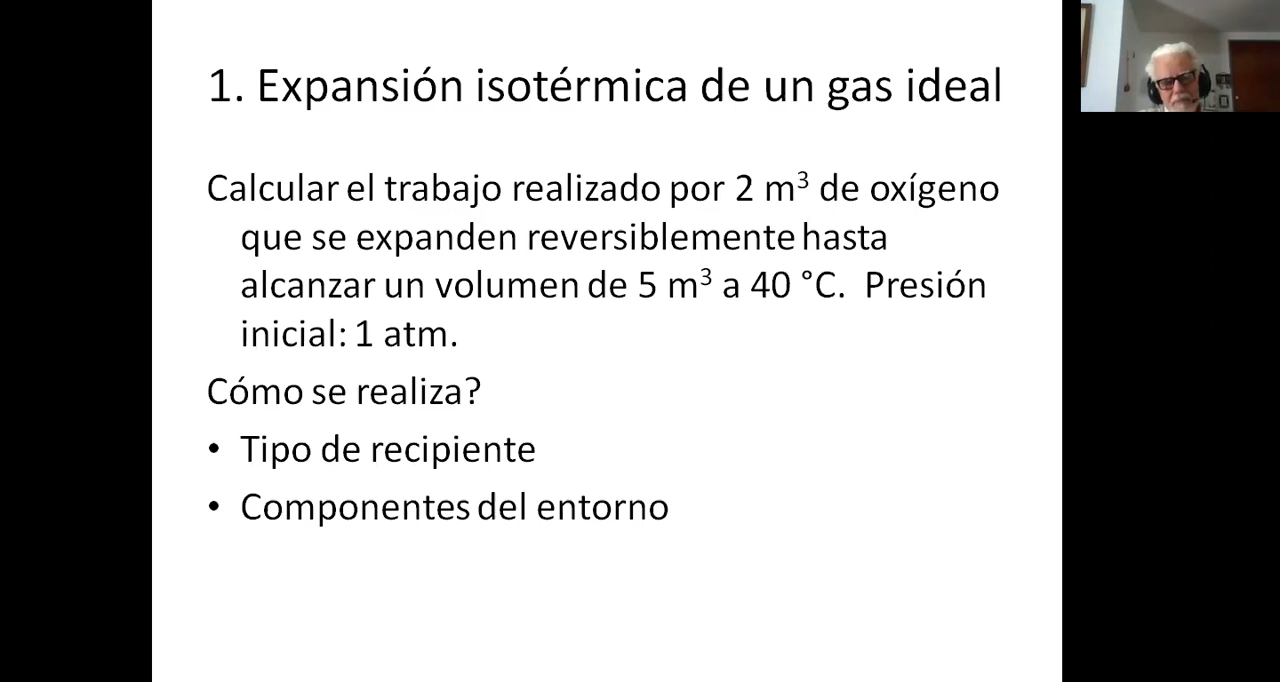 1. Expansión isotérmica de un gas ideal
Calcular el trabajo realizado por 2 m³ de oxígeno
que se expanden reversiblemente hasta
alcanzar un volumen de 5 m³ a 40 °C. Presión
inicial: 1 atm.
Cómo se realiza?
• Tipo de recipiente
• Componentes del entorno